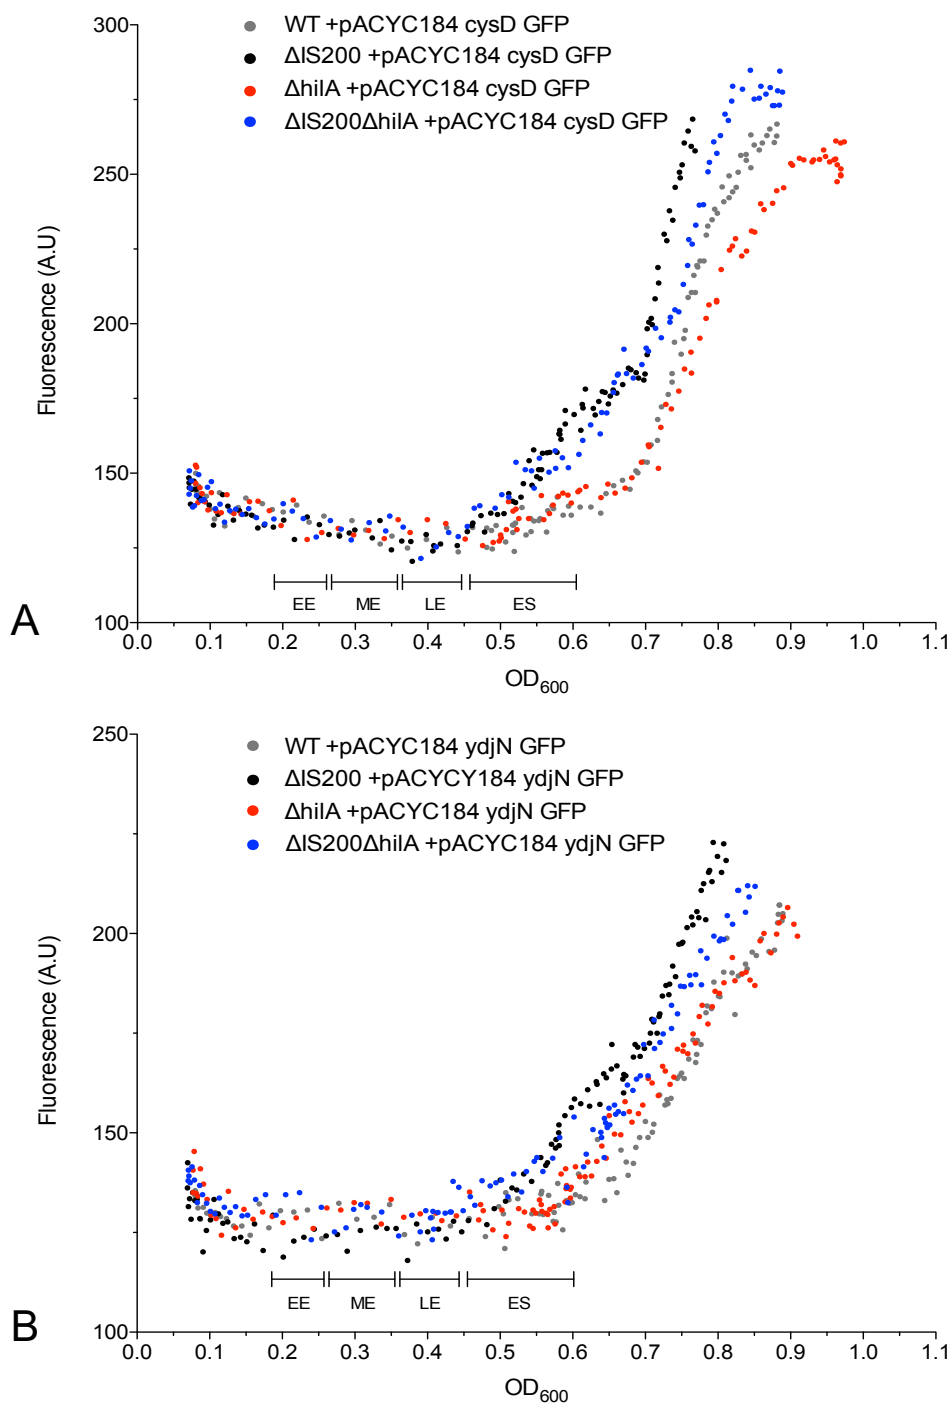 WT +pACYC184 cysD GFP
ΔIS200 +pACYC184 cysD GFP
ΔhilA +pACYC184 cysD GFP
ΔIS200ΔhilA +pACYC184 cysD GFP
300
250
200
150
100
Fluorescence (A.U)
EE ME LE ES
A
0.0 0.1 0.2 0.3 0.4 0.5 0.6 0.7 0.8 0.9 1.0 1.1
OD600
WT +pACYC184 ydjN GFP
ΔIS200 +pACYCY184 ydjN GFP
ΔhilA +pACYC184 ydjN GFP
ΔIS200ΔhilA +pACYC184 ydjN GFP
250
200
150
100
Fluorescence (A.U)
EE ME LE ES
B
0.0 0.1 0.2 0.3 0.4 0.5 0.6 0.7 0.8 0.9 1.0 1.1
OD600